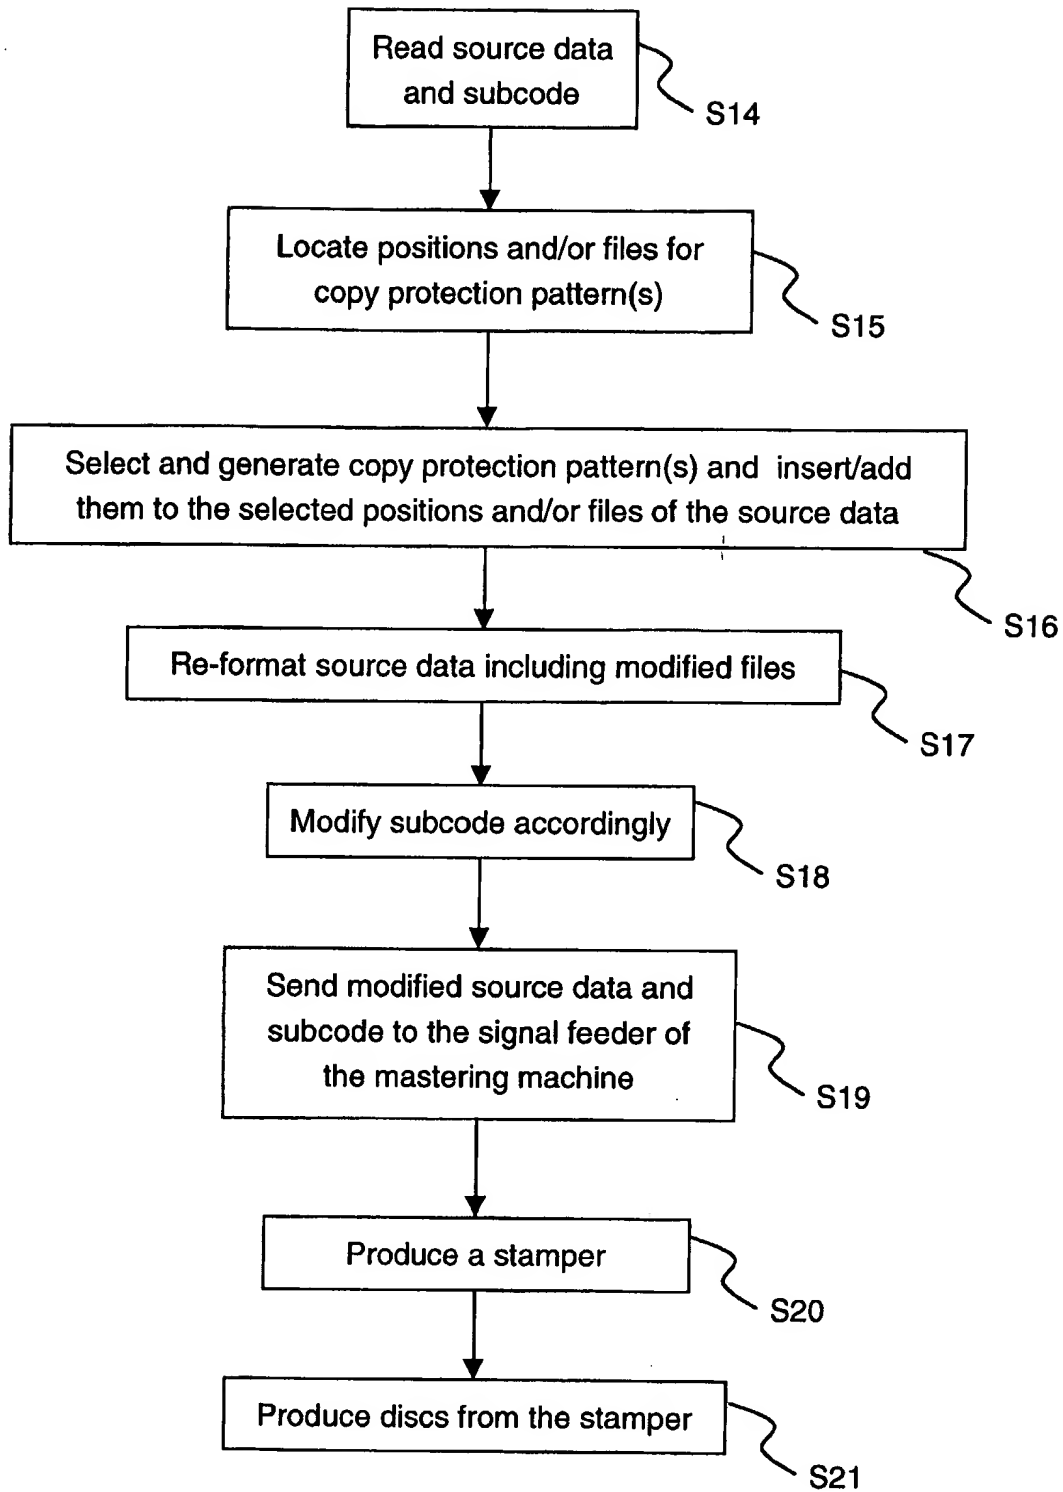 Read source data
and subcode
S14
Locate positions and/or files for
copy protection pattern(s)
S15
Select and generate copy protection pattern(s) and insert/add
them to the selected positions and/or files of the source data
S16
Re-format source data including modified files
S17
Modify subcode accordingly
S18
Send modified source data and
subcode to the signal feeder of
the mastering machine
S19
Produce a stamper
S20
Produce discs from the stamper
S21